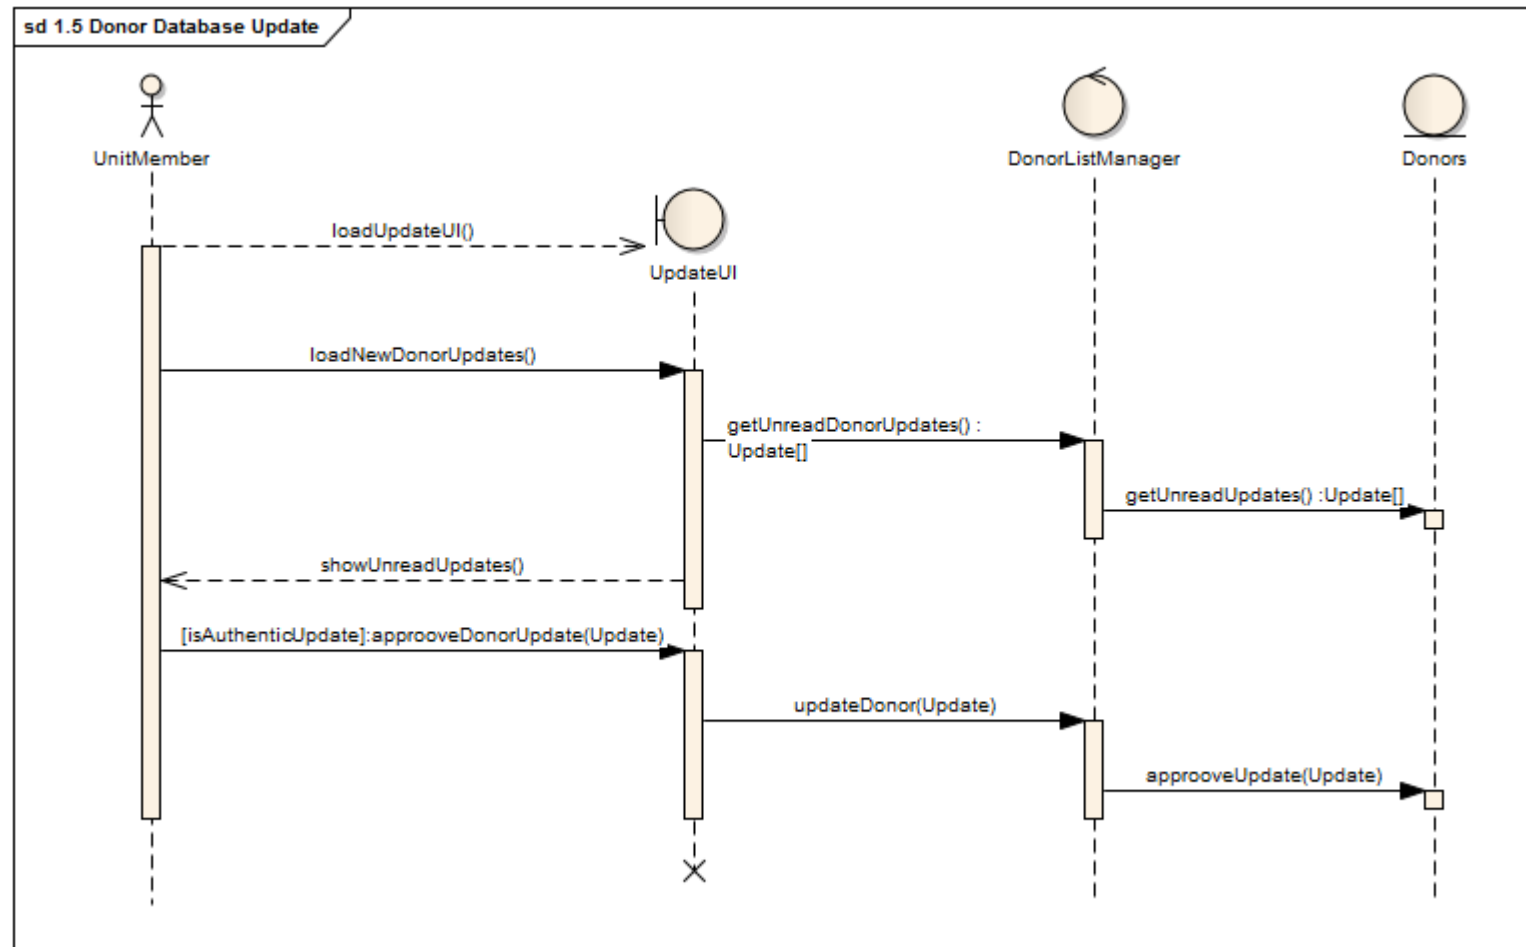 sd 1.5 Donor Database Update
UnitMember
DonorListManager
Donors
loadUpdateUI()
UpdateUI
loadNewDonorUpdates()
getUnreadDonorUpdates() :
Update[]
getUnreadUpdates() :Update[]
showUnreadUpdates()
[isAuthenticUpdate]:approoveDonorUpdate(Update)
updateDonor(Update)
approoveUpdate(Update)